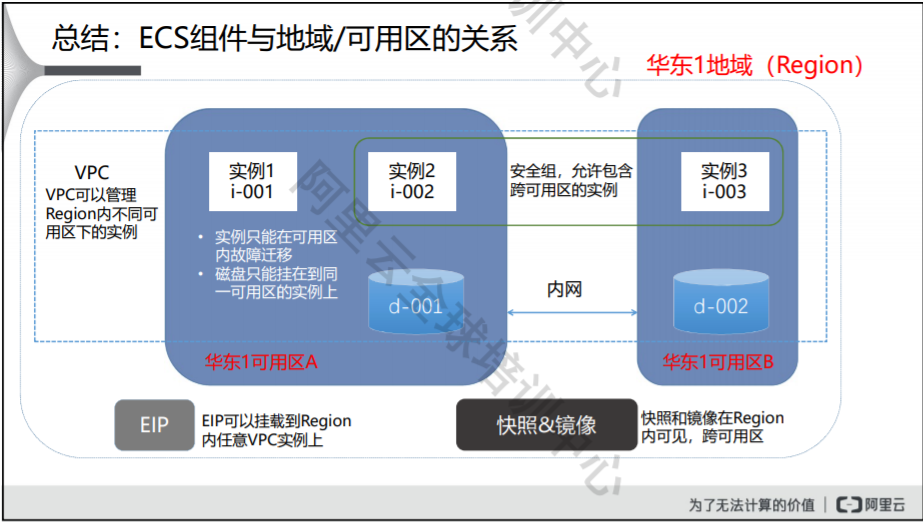 总结：ECS组件与地域/可用区的关系
华东1地域（Region）
VPC
VPC可以管理
Region内不同可
用区下的实例
实例1
i-001
实例2
i-002
安全组，允许包含
跨可用区的实例
实例3
i-003
• 实例只能在可用区
内故障迁移
• 磁盘只能挂在到同
一可用区的实例上
d-001
内网
d-002
华东1可用区A
华东1可用区B
EIP
EIP可以挂载到Region
内任意VPC实例上
快照&镜像
快照和镜像在Region
内可见，跨可用区
阿里云全球培训中心
训中心
为了无法计算的价值
阿里云